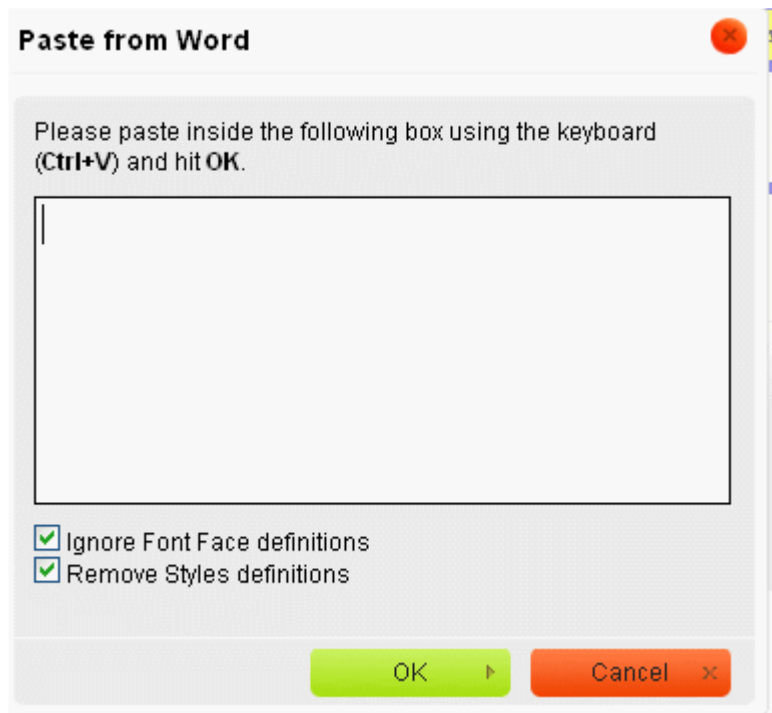 Paste from Word
Please paste inside the following box using the keyboard
(Ctrl+V) and hit OK.
Ignore Font Face definitions
Remove Styles definitions
OK
Cancel